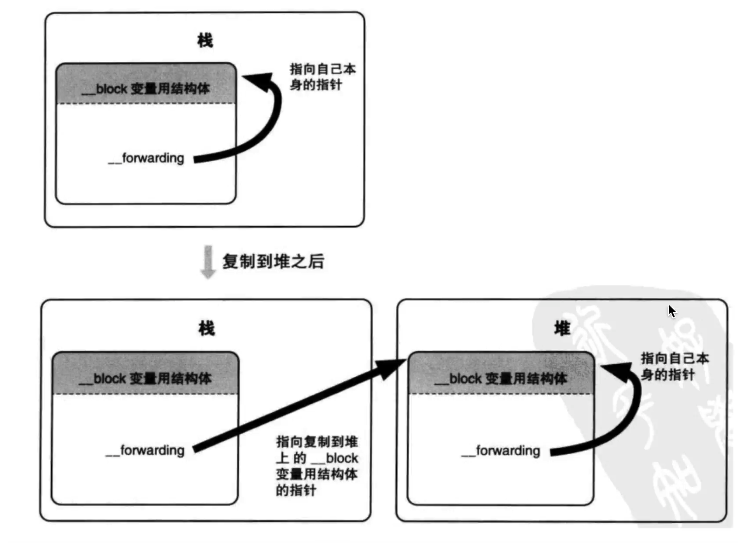 栈
指向自己本
身的指针
__block 变量用结构体
__forwarding
复制到堆之后
栈
__block 变量用结构体
__forwarding
指向复制到堆
上 的 __block
变量用结构体
的指针
堆
指向自己本
身的指针
__block 变量用结构体
__forwarding